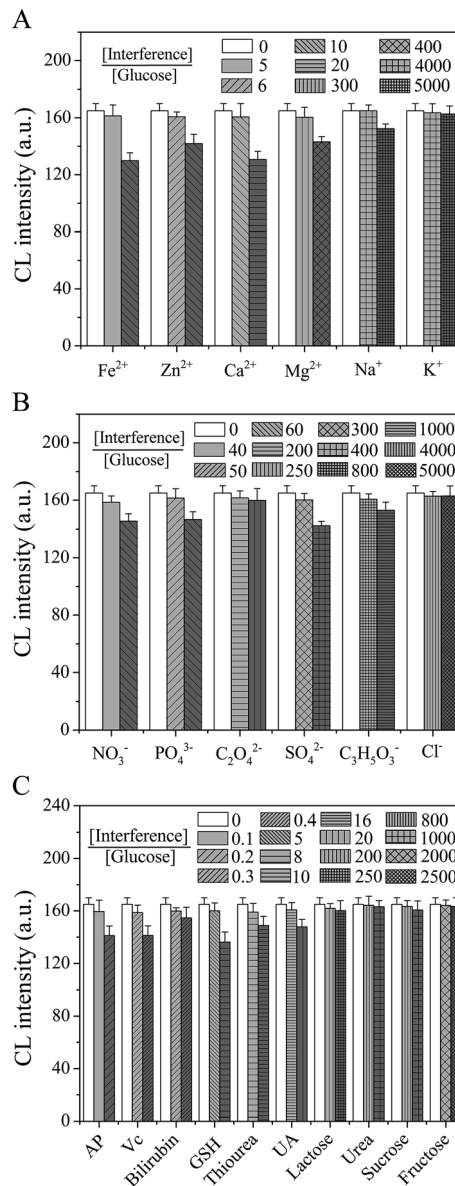 A
[Interference]
[Glucose]
0 10 400
5 20 4000
6 300 5000
CL intensity (a.u.)
200
160
120
80
40
0
Fe2+ Zn2+ Ca2+ Mg2+ Na+ K+
B
[Interference]
[Glucose]
0 60 300 1000
40 200 400 4000
50 250 800 5000
CL intensity (a.u.)
220
160
120
80
40
0
NO3- PO43- C2O42- SO42- C3H5O3- Cl-
C
[Interference]
[Glucose]
0 0.4 16 800
0.1 5 20 1000
0.2 8 200 2000
0.3 10 250 2500
CL intensity (a.u.)
240
200
160
120
80
40
0
AP Vc Bilirubin GSH Thiourea UA Lactose Urea Sucrose Fructose